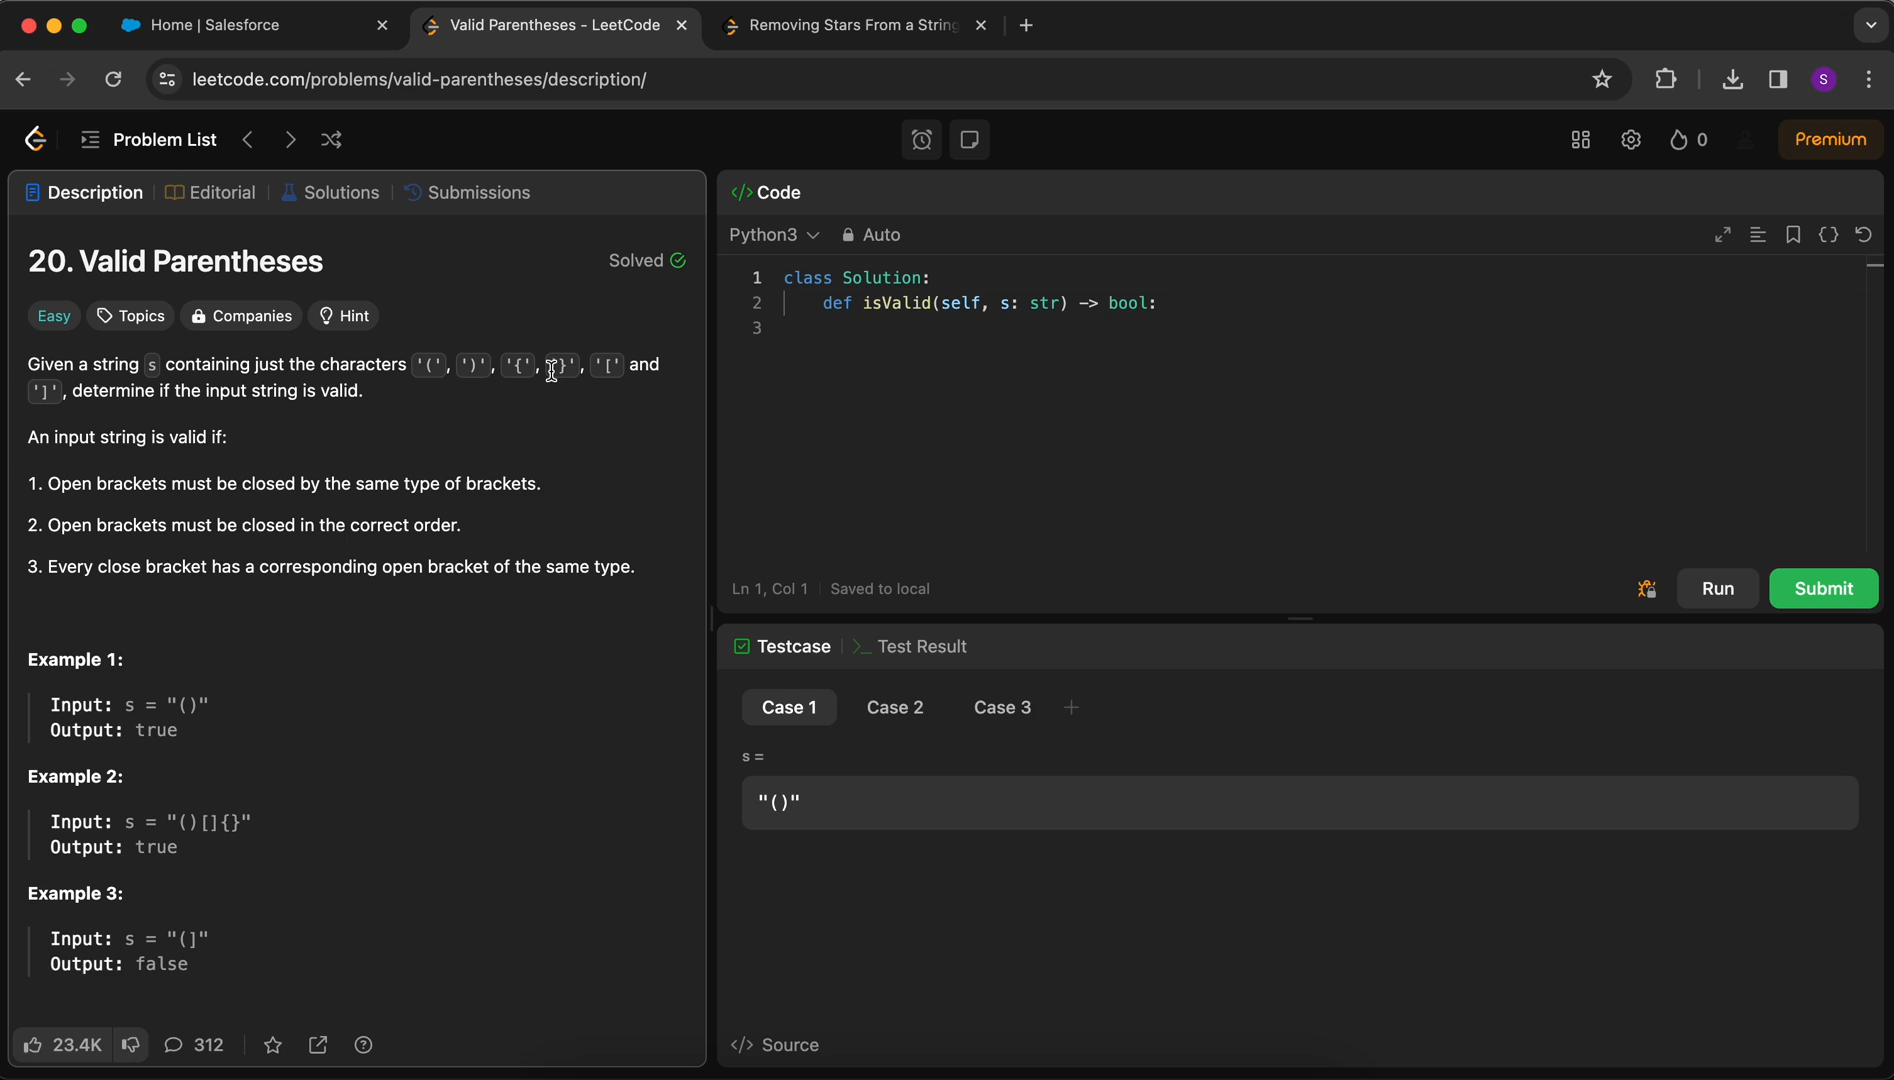 Home | Salesforce
Valid Parentheses - LeetCode
Removing Stars From a String
leetcode.com/problems/valid-parentheses/description/
S
Problem List
0
Premium
Description
Editorial
Solutions
Submissions
20. Valid Parentheses
Solved
Easy
Topics
Companies
Hint
Given a string s containing just the characters '(', ')', '{', '}', '[' and
']', determine if the input string is valid.
An input string is valid if:
1. Open brackets must be closed by the same type of brackets.
2. Open brackets must be closed in the correct order.
3. Every close bracket has a corresponding open bracket of the same type.
Example 1:
Input: s = "()"
Output: true
Example 2:
Input: s = "()[]{}"
Output: true
Example 3:
Input: s = "(]"
Output: false
23.4K
312
</> Code
Python3
Auto
1 class Solution:
2 def isValid(self, s: str) -> bool:
3
Ln 1, Col 1
Saved to local
Run
Submit
Testcase
>_ Test Result
Case 1
Case 2
Case 3
s =
"()"
</> Source